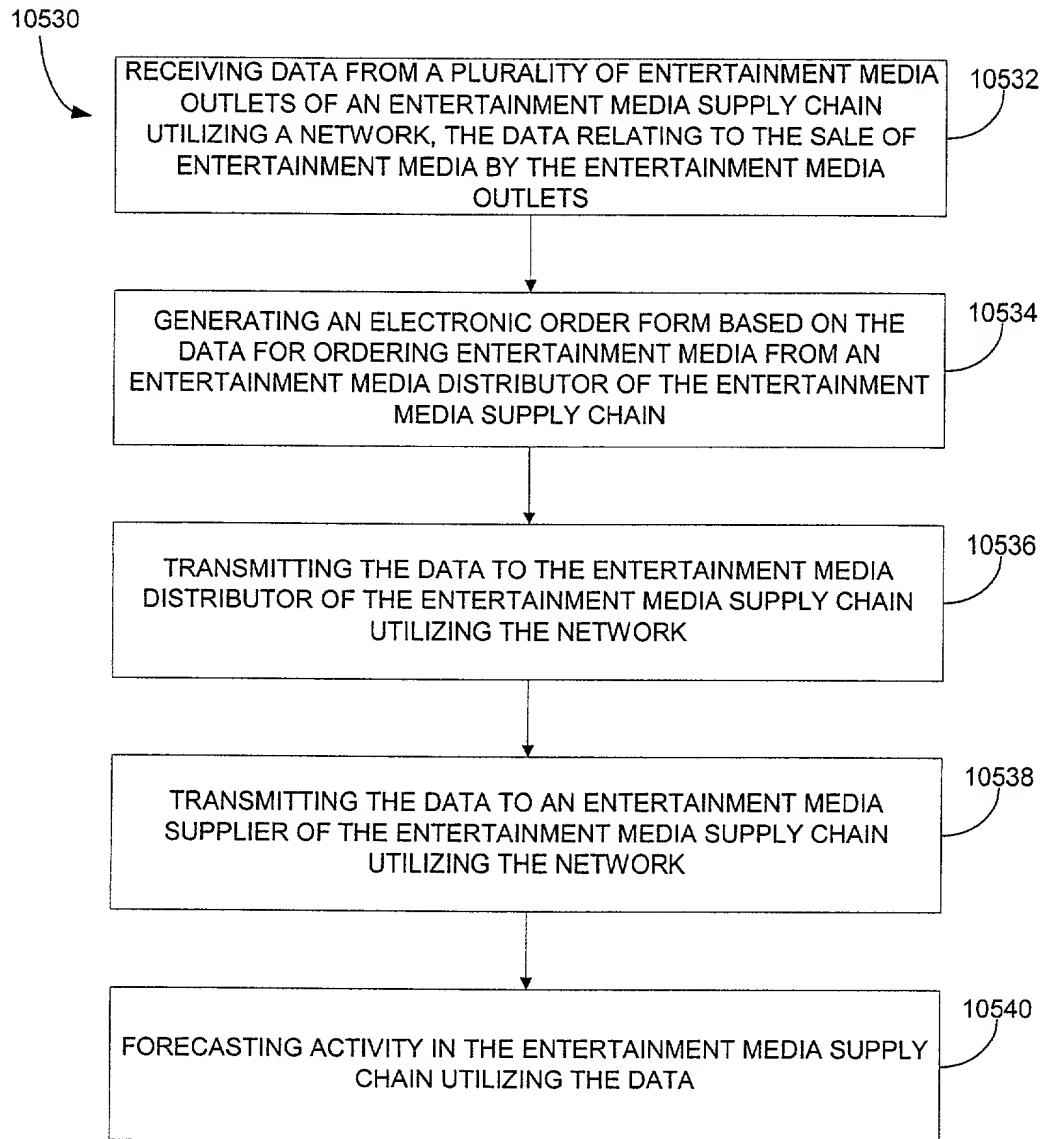 10530
RECEIVING DATA FROM A PLURALITY OF ENTERTAINMENT MEDIA
OUTLETS OF AN ENTERTAINMENT MEDIA SUPPLY CHAIN
UTILIZING A NETWORK, THE DATA RELATING TO THE SALE OF
ENTERTAINMENT MEDIA BY THE ENTERTAINMENT MEDIA
OUTLETS
10532
GENERATING AN ELECTRONIC ORDER FORM BASED ON THE
DATA FOR ORDERING ENTERTAINMENT MEDIA FROM AN
ENTERTAINMENT MEDIA DISTRIBUTOR OF THE ENTERTAINMENT
MEDIA SUPPLY CHAIN
10534
TRANSMITTING THE DATA TO THE ENTERTAINMENT MEDIA
DISTRIBUTOR OF THE ENTERTAINMENT MEDIA SUPPLY CHAIN
UTILIZING THE NETWORK
10536
TRANSMITTING THE DATA TO AN ENTERTAINMENT MEDIA
SUPPLIER OF THE ENTERTAINMENT MEDIA SUPPLY CHAIN
UTILIZING THE NETWORK
10538
FORECASTING ACTIVITY IN THE ENTERTAINMENT MEDIA SUPPLY
CHAIN UTILIZING THE DATA
10540